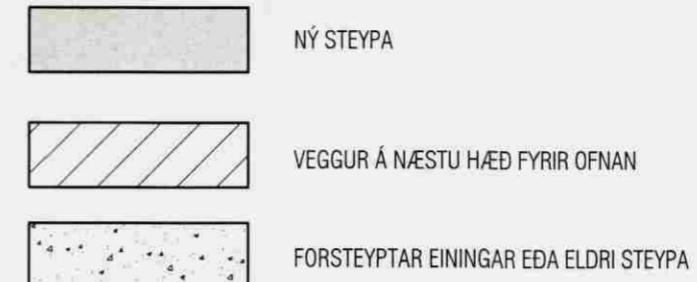 NÝ STEYPA
VEGGUR Á NÆSTU HÆÐ FYRIR OFNAN
FORSTEYPTAR EININGAR EÐA ELDRI STEYPA